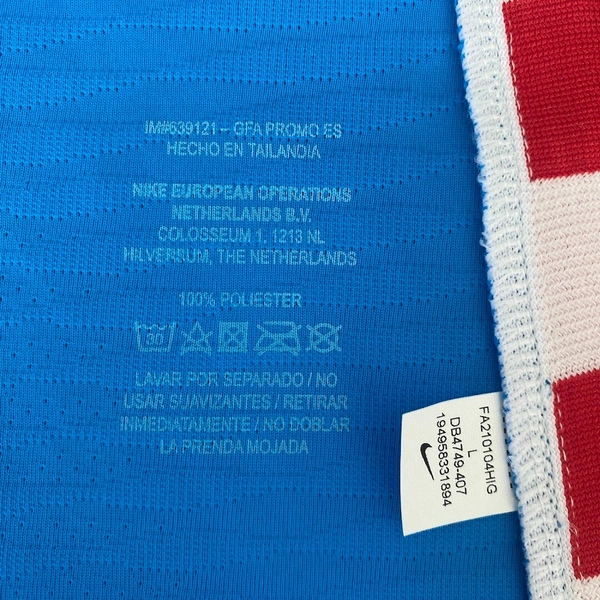 IM#639121 – GFA PROMO ES
HECHO EN TAILANDIA
NIKE EUROPEAN OPERATIONS
NETHERLANDS B.V.
COLOSSEUM 1, 1213 NL
HILVERSUM, THE NETHERLANDS
100% POLIESTER
30
LAVAR POR SEPARADO / NO
USAR SUAVIZANTES / RETIRAR
INMEDIATAMENTE / NO DOBLAR
LA PRENDA MOJADA
FA210104HIG
L
DB4749-407
194958331894